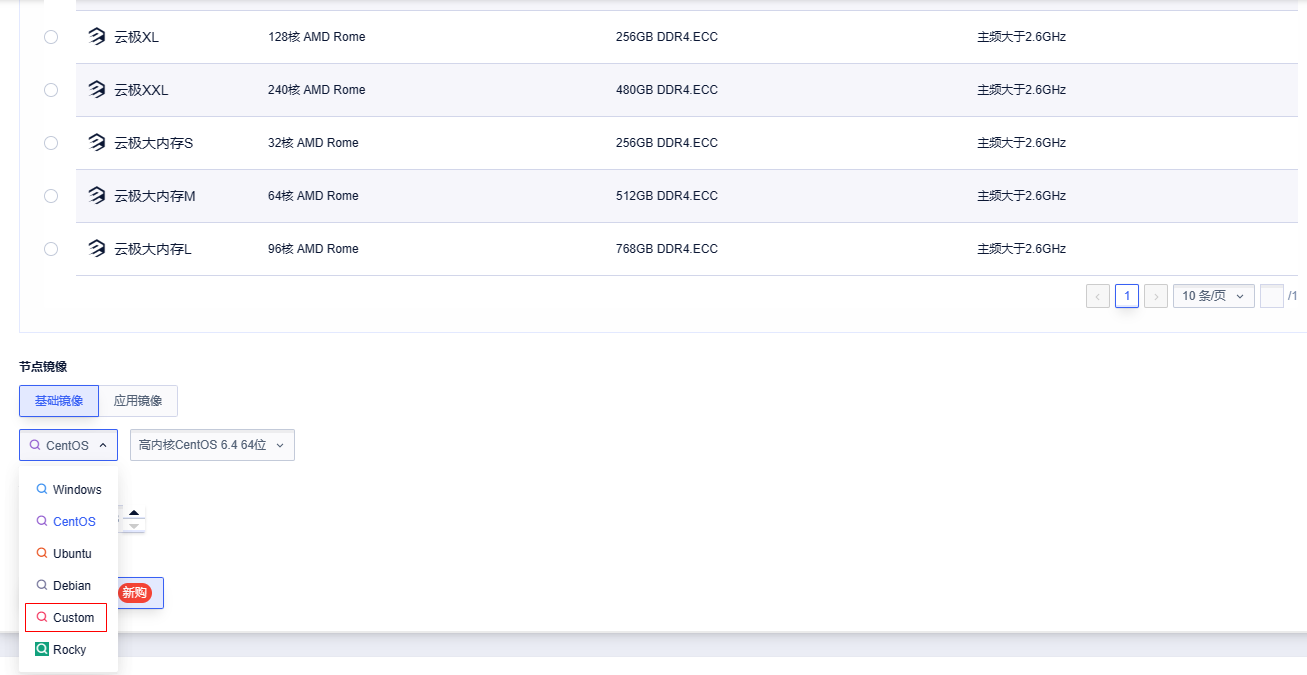 云极XL 128核 AMD Rome 256GB DDR4.ECC 主频大于2.6GHz
云极XXL 240核 AMD Rome 480GB DDR4.ECC 主频大于2.6GHz
云极大内存S 32核 AMD Rome 256GB DDR4.ECC 主频大于2.6GHz
云极大内存M 64核 AMD Rome 512GB DDR4.ECC 主频大于2.6GHz
云极大内存L 96核 AMD Rome 768GB DDR4.ECC 主频大于2.6GHz
1 10 条/页 /1
节点镜像
基础镜像 应用镜像
CentOS 高内核CentOS 6.4 64位
Windows
CentOS
Ubuntu
Debian
新购
Custom
Rocky